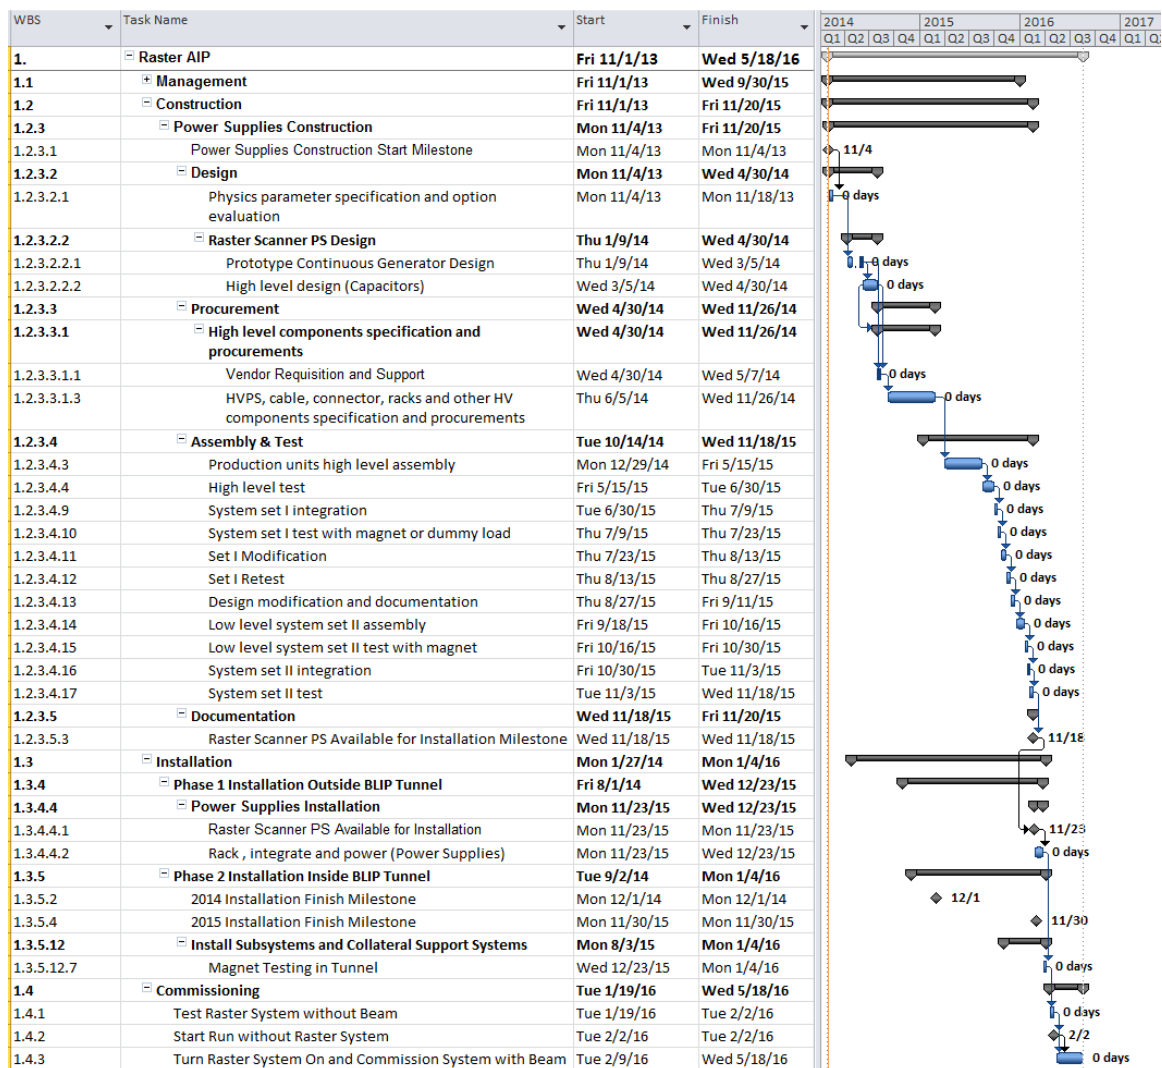 WBS Task Name Start Finish 2014 2015 2016 2017
Q1 Q2 Q3 Q4 Q1 Q2 Q3 Q4 Q1 Q2 Q3 Q4 Q1 Q2
1. Raster AIP Fri 11/1/13 Wed 5/18/16
1.1 Management Fri 11/1/13 Wed 9/30/15
1.2 Construction Fri 11/1/13 Fri 11/20/15
1.2.3 Power Supplies Construction Mon 11/4/13 Fri 11/20/15
1.2.3.1 Power Supplies Construction Start Milestone Mon 11/4/13 Mon 11/4/13 11/4
1.2.3.2 Design Mon 11/4/13 Wed 4/30/14
1.2.3.2.1 Physics parameter specification and option Mon 11/4/13 Mon 11/18/13 0 days
evaluation
1.2.3.2.2 Raster Scanner PS Design Thu 1/9/14 Wed 4/30/14
1.2.3.2.2.1 Prototype Continuous Generator Design Thu 1/9/14 Wed 3/5/14 0 days
1.2.3.2.2.2 High level design (Capacitors) Wed 3/5/14 Wed 4/30/14 0 days
1.2.3.3 Procurement Wed 4/30/14 Wed 11/26/14
1.2.3.3.1 High level components specification and Wed 4/30/14 Wed 11/26/14
procurements
1.2.3.3.1.1 Vendor Requisition and Support Wed 4/30/14 Wed 5/7/14 0 days
1.2.3.3.1.3 HVPS, cable, connector, racks and other HV Thu 6/5/14 Wed 11/26/14 0 days
components specification and procurements
1.2.3.4 Assembly & Test Tue 10/14/14 Wed 11/18/15
1.2.3.4.3 Production units high level assembly Mon 12/29/14 Fri 5/15/15 0 days
1.2.3.4.4 High level test Fri 5/15/15 Tue 6/30/15 0 days
1.2.3.4.9 System set I integration Tue 6/30/15 Thu 7/9/15 0 days
1.2.3.4.10 System set I test with magnet or dummy load Thu 7/9/15 Thu 7/23/15 0 days
1.2.3.4.11 Set I Modification Thu 7/23/15 Thu 8/13/15 0 days
1.2.3.4.12 Set I Retest Thu 8/13/15 Thu 8/27/15 0 days
1.2.3.4.13 Design modification and documentation Thu 8/27/15 Fri 9/11/15 0 days
1.2.3.4.14 Low level system set II assembly Fri 9/18/15 Fri 10/16/15 0 days
1.2.3.4.15 Low level system set II test with magnet Fri 10/16/15 Fri 10/30/15 0 days
1.2.3.4.16 System set II integration Fri 10/30/15 Tue 11/3/15 0 days
1.2.3.4.17 System set II test Tue 11/3/15 Wed 11/18/15 0 days
1.2.3.5 Documentation Wed 11/18/15 Fri 11/20/15
1.2.3.5.3 Raster Scanner PS Available for Installation Milestone Wed 11/18/15 Wed 11/18/15 11/18
1.3 Installation Mon 1/27/14 Mon 1/4/16
1.3.4 Phase 1 Installation Outside BLIP Tunnel Fri 8/1/14 Wed 12/23/15
1.3.4.4 Power Supplies Installation Mon 11/23/15 Wed 12/23/15
1.3.4.4.1 Raster Scanner PS Available for Installation Mon 11/23/15 Mon 11/23/15 11/23
1.3.4.4.2 Rack , integrate and power (Power Supplies) Mon 11/23/15 Wed 12/23/15 0 days
1.3.5 Phase 2 Installation Inside BLIP Tunnel Tue 9/2/14 Mon 1/4/16
1.3.5.2 2014 Installation Finish Milestone Mon 12/1/14 Mon 12/1/14 12/1
1.3.5.4 2015 Installation Finish Milestone Mon 11/30/15 Mon 11/30/15 11/30
1.3.5.12 Install Subsystems and Collateral Support Systems Mon 8/3/15 Mon 1/4/16
1.3.5.12.7 Magnet Testing in Tunnel Wed 12/23/15 Mon 1/4/16 0 days
1.4 Commissioning Tue 1/19/16 Wed 5/18/16
1.4.1 Test Raster System without Beam Tue 1/19/16 Tue 2/2/16 0 days
1.4.2 Start Run without Raster System Tue 2/2/16 Tue 2/2/16 2/2
1.4.3 Turn Raster System On and Commission System with Beam Tue 2/9/16 Wed 5/18/16 0 days